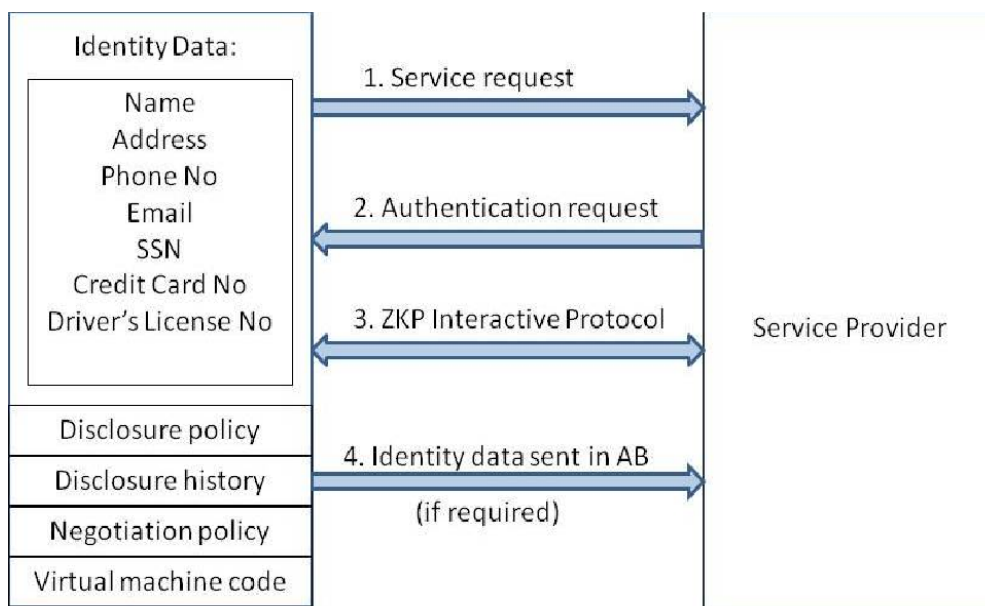 Identity Data:
Name
Address
Phone No
Email
SSN
Credit Card No
Driver's License No
Disclosure policy
Disclosure history
Negotiation policy
Virtual machine code
1. Service request
2. Authentication request
3. ZKP Interactive Protocol
4. Identity data sent in AB
(if required)
Service Provider